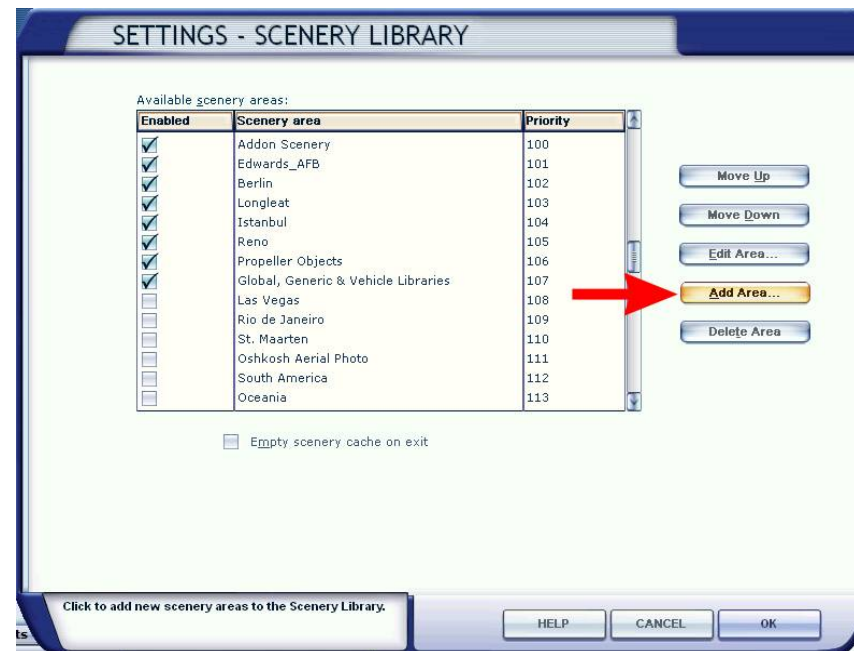 SETTINGS - SCENERY LIBRARY
Available scenery areas:
Enabled Scenery area Priority
Addon Scenery 100
Edwards_AFB 101
Berlin 102
Longleat 103
Istanbul 104
Reno 105
Propeller Objects 106
Global, Generic & Vehicle Libraries 107
Las Vegas 108
Rio de Janeiro 109
St. Maarten 110
Oshkosh Aerial Photo 111
South America 112
Oceania 113
Move Up
Move Down
Edit Area...
Add Area...
Delete Area
Empty scenery cache on exit
Click to add new scenery areas to the Scenery Library.
ts
HELP CANCEL OK